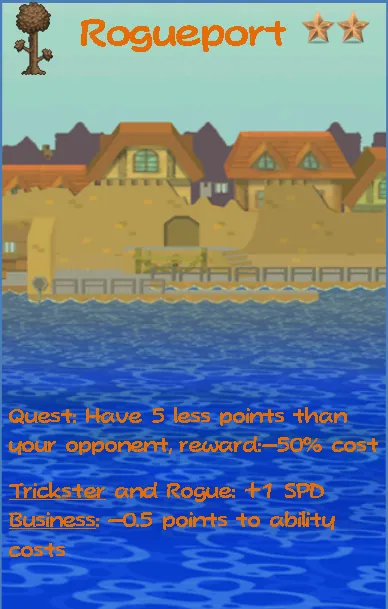 Rogueport
Quest: Have 5 less points than
your opponent, reward:-50% cost
Trickster and Rogue: +1 SPD
Business: -0.5 points to ability
costs